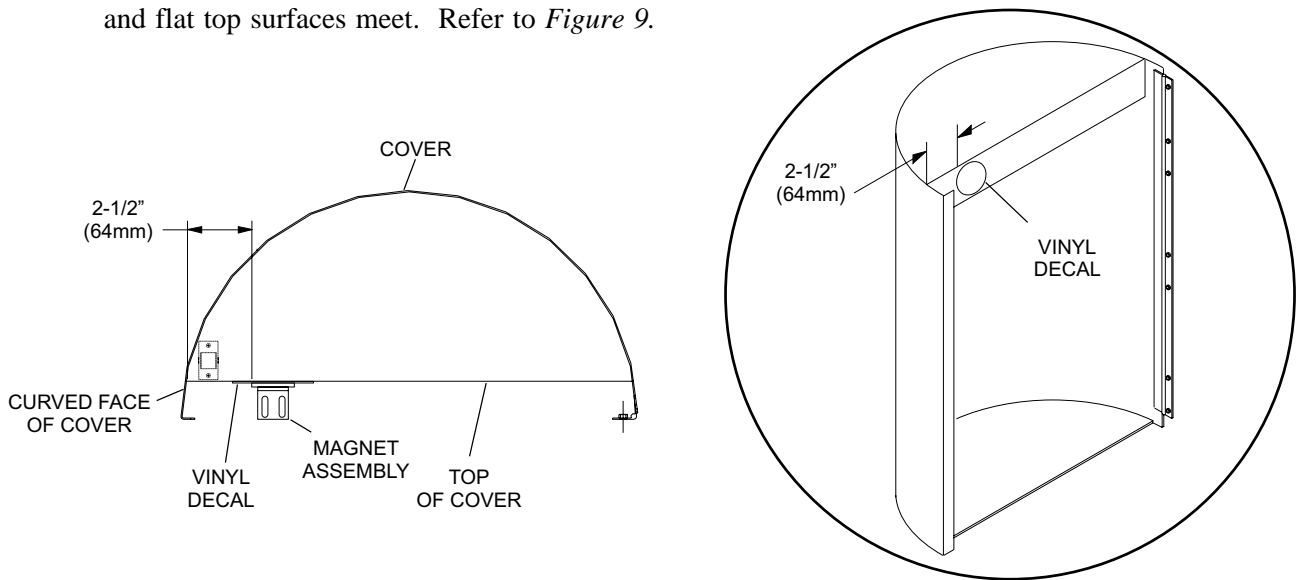 and flat top surfaces meet. Refer to Figure 9.
COVER
2-1/2”
(64mm)
CURVED FACE
OF COVER
VINYL
DECAL
MAGNET
ASSEMBLY
TOP
OF COVER
2-1/2”
(64mm)
VINYL
DECAL